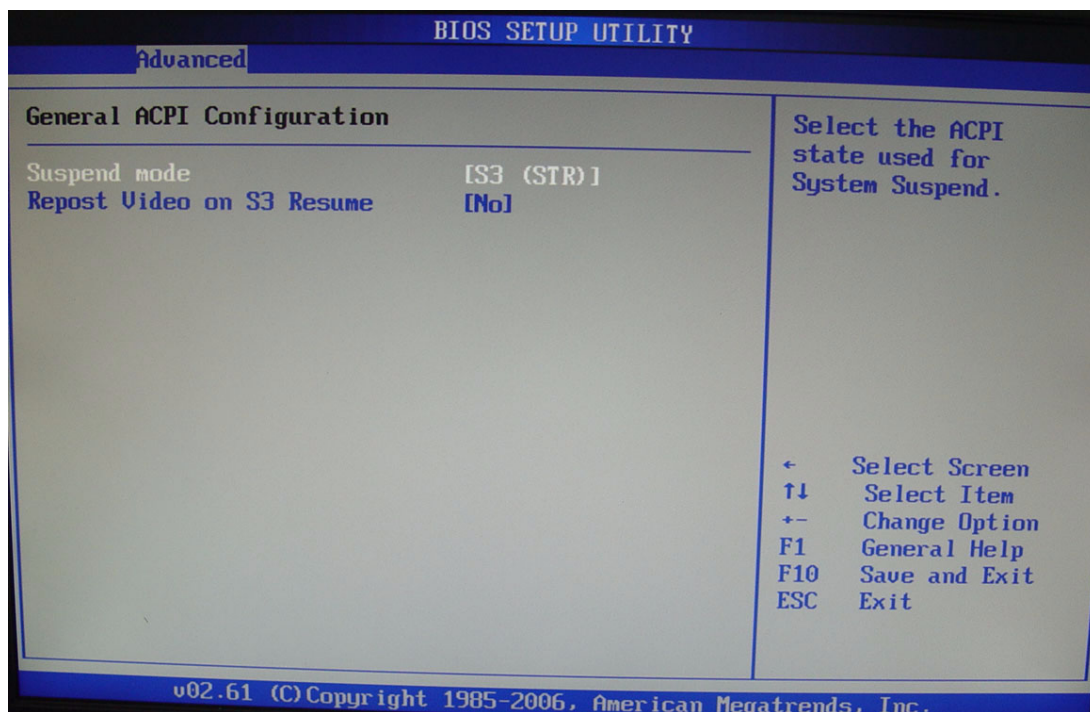 BIOS SETUP UTILITY
Advanced
General ACPI Configuration
Suspend mode [S3 (STR)]
Repost Video on S3 Resume [No]
Select the ACPI
state used for
System Suspend.
← Select Screen
↑↓ Select Item
+- Change Option
F1 General Help
F10 Save and Exit
ESC Exit
v02.61 (C)Copyright 1985-2006, American Megatrends, Inc.